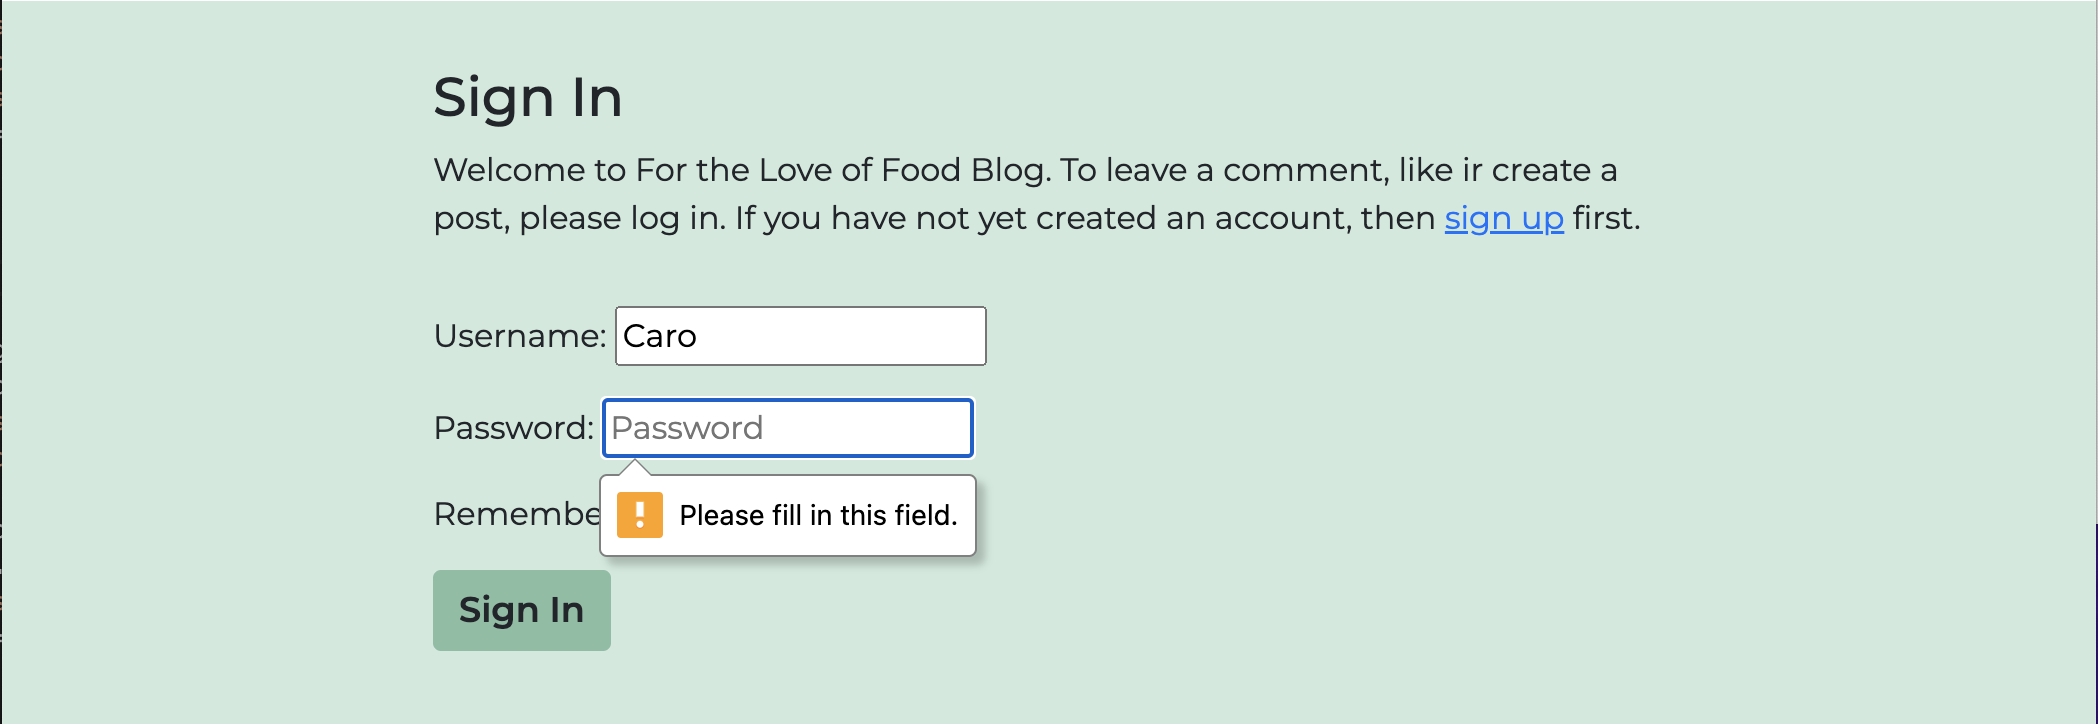 Sign In
Welcome to For the Love of Food Blog. To leave a comment, like ir create a
post, please log in. If you have not yet created an account, then sign up first.
Username: Caro
Password: Password
Remembe
Please fill in this field.
Sign In